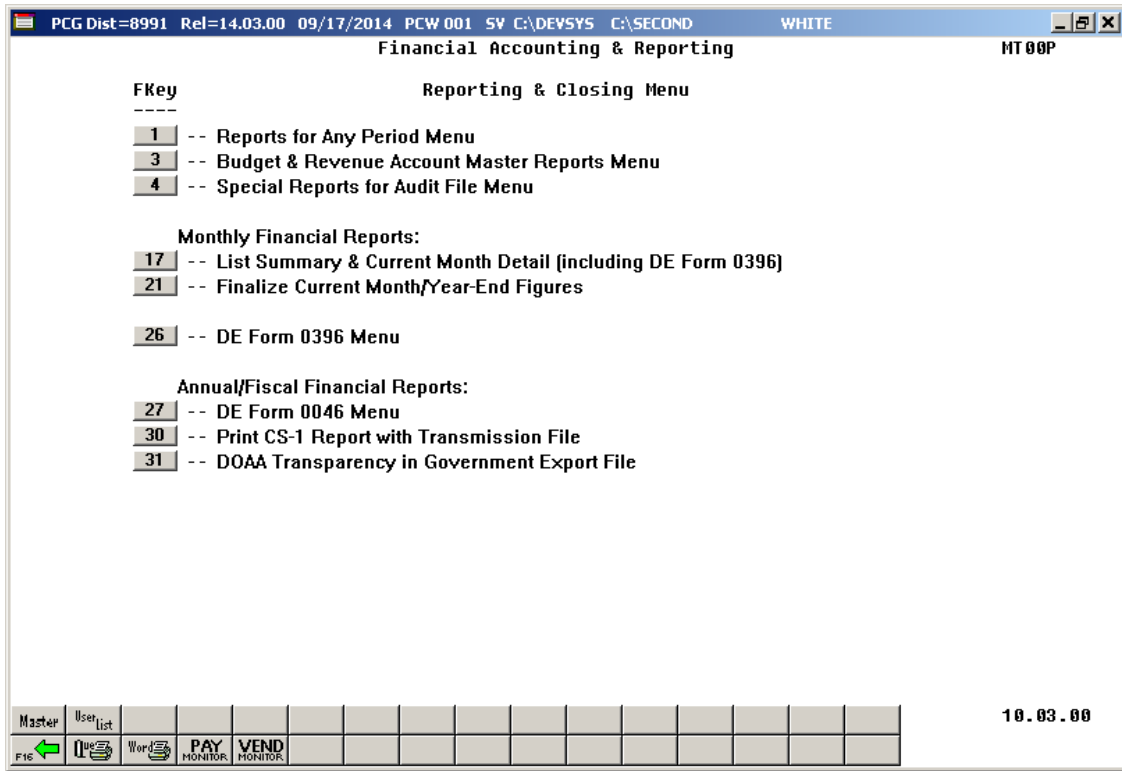 PCG Dist=8991 Rel=14.03.00 09/17/2014 PCW 001 SV C:\DEVSYS C:\SECOND WHITE
Financial Accounting & Reporting MT00P
FKey Reporting & Closing Menu
----
1 -- Reports for Any Period Menu
3 -- Budget & Revenue Account Master Reports Menu
4 -- Special Reports for Audit File Menu
Monthly Financial Reports:
17 -- List Summary & Current Month Detail (including DE Form 0396)
21 -- Finalize Current Month/Year-End Figures
26 -- DE Form 0396 Menu
Annual/Fiscal Financial Reports:
27 -- DE Form 0046 Menu
30 -- Print CS-1 Report with Transmission File
31 -- DOAA Transparency in Government Export File
Master User List 10.03.00
F16 Que Word PAY MONITOR VEND MONITOR